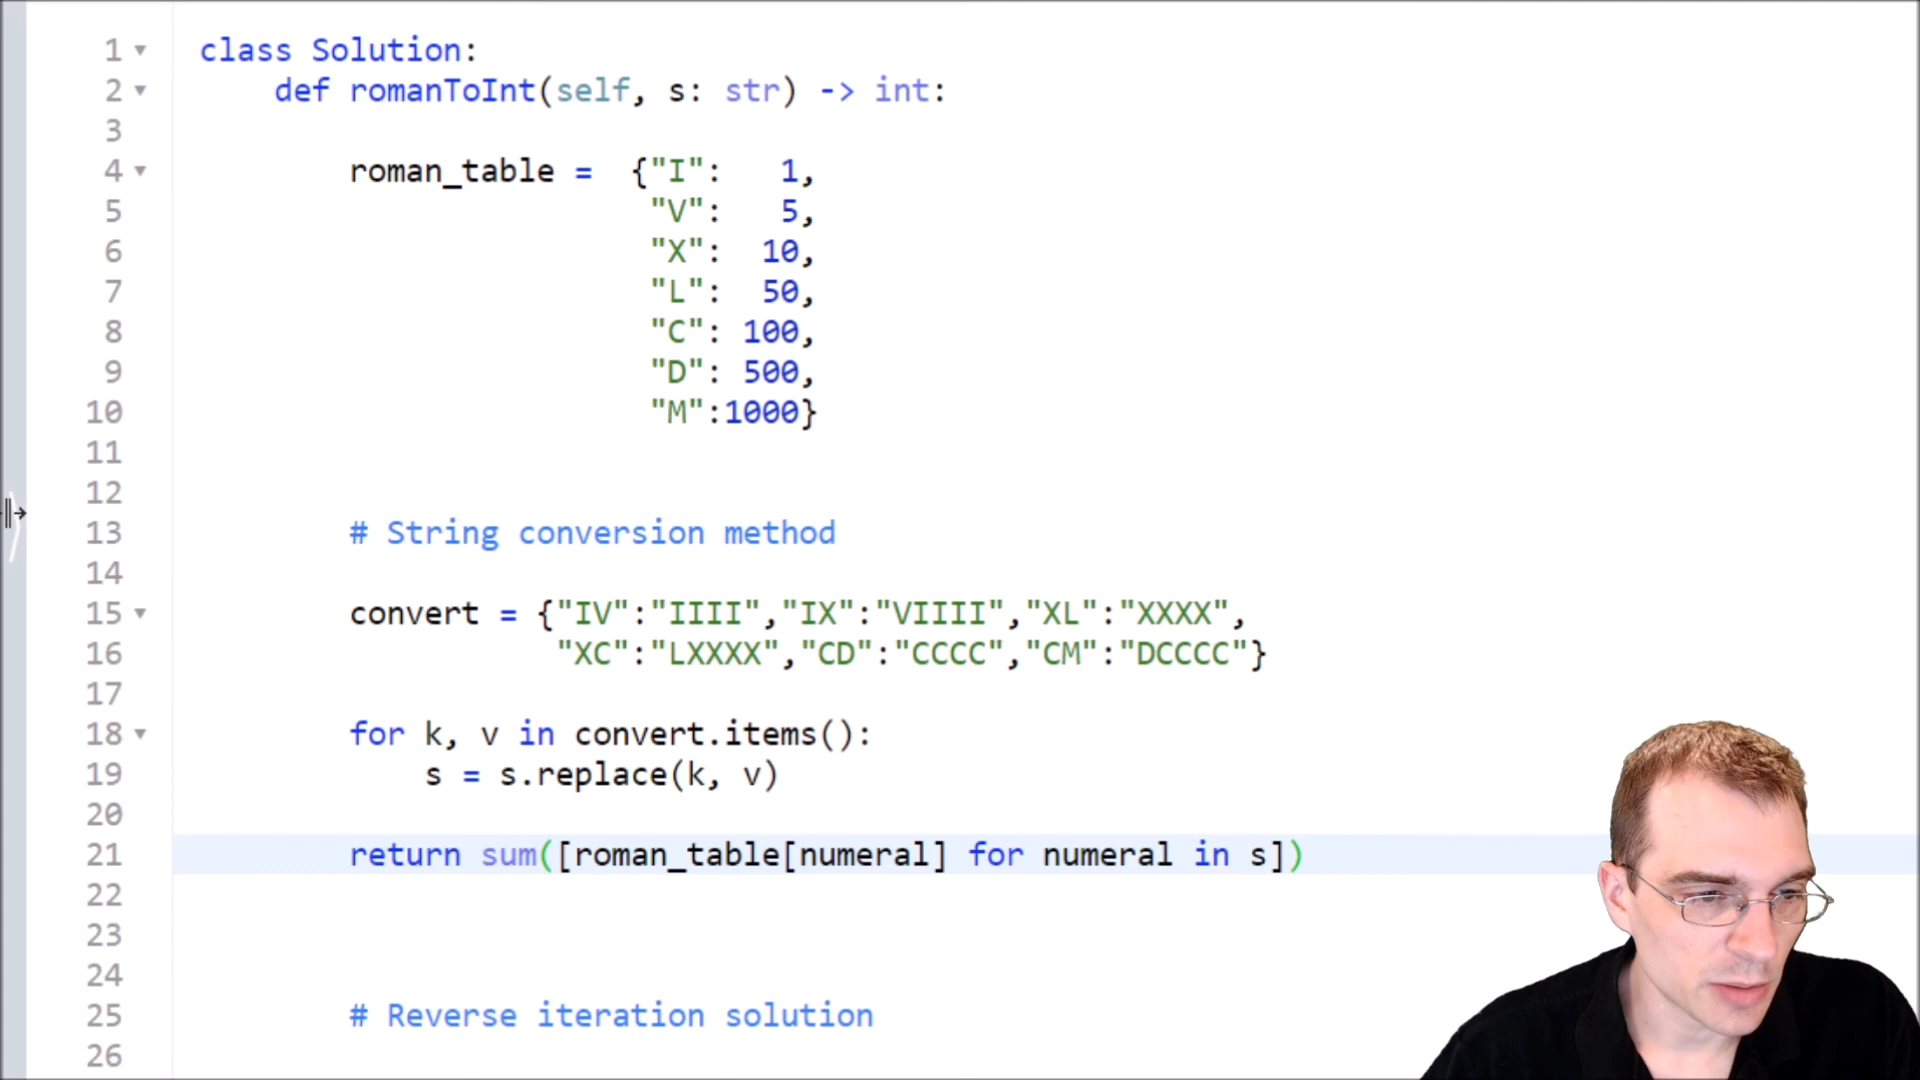 1 class Solution:
2 def romanToInt(self, s: str) -> int:
3
4 roman_table = {"I": 1,
5 "V": 5,
6 "X": 10,
7 "L": 50,
8 "C": 100,
9 "D": 500,
10 "M":1000}
11
12
13 # String conversion method
14
15 convert = {"IV":"IIII","IX":"VIIII","XL":"XXXX",
16 "XC":"LXXXX","CD":"CCCC","CM":"DCCCC"}
17
18 for k, v in convert.items():
19 s = s.replace(k, v)
20
21 return sum([roman_table[numeral] for numeral in s])
22
23
24
25 # Reverse iteration solution
26